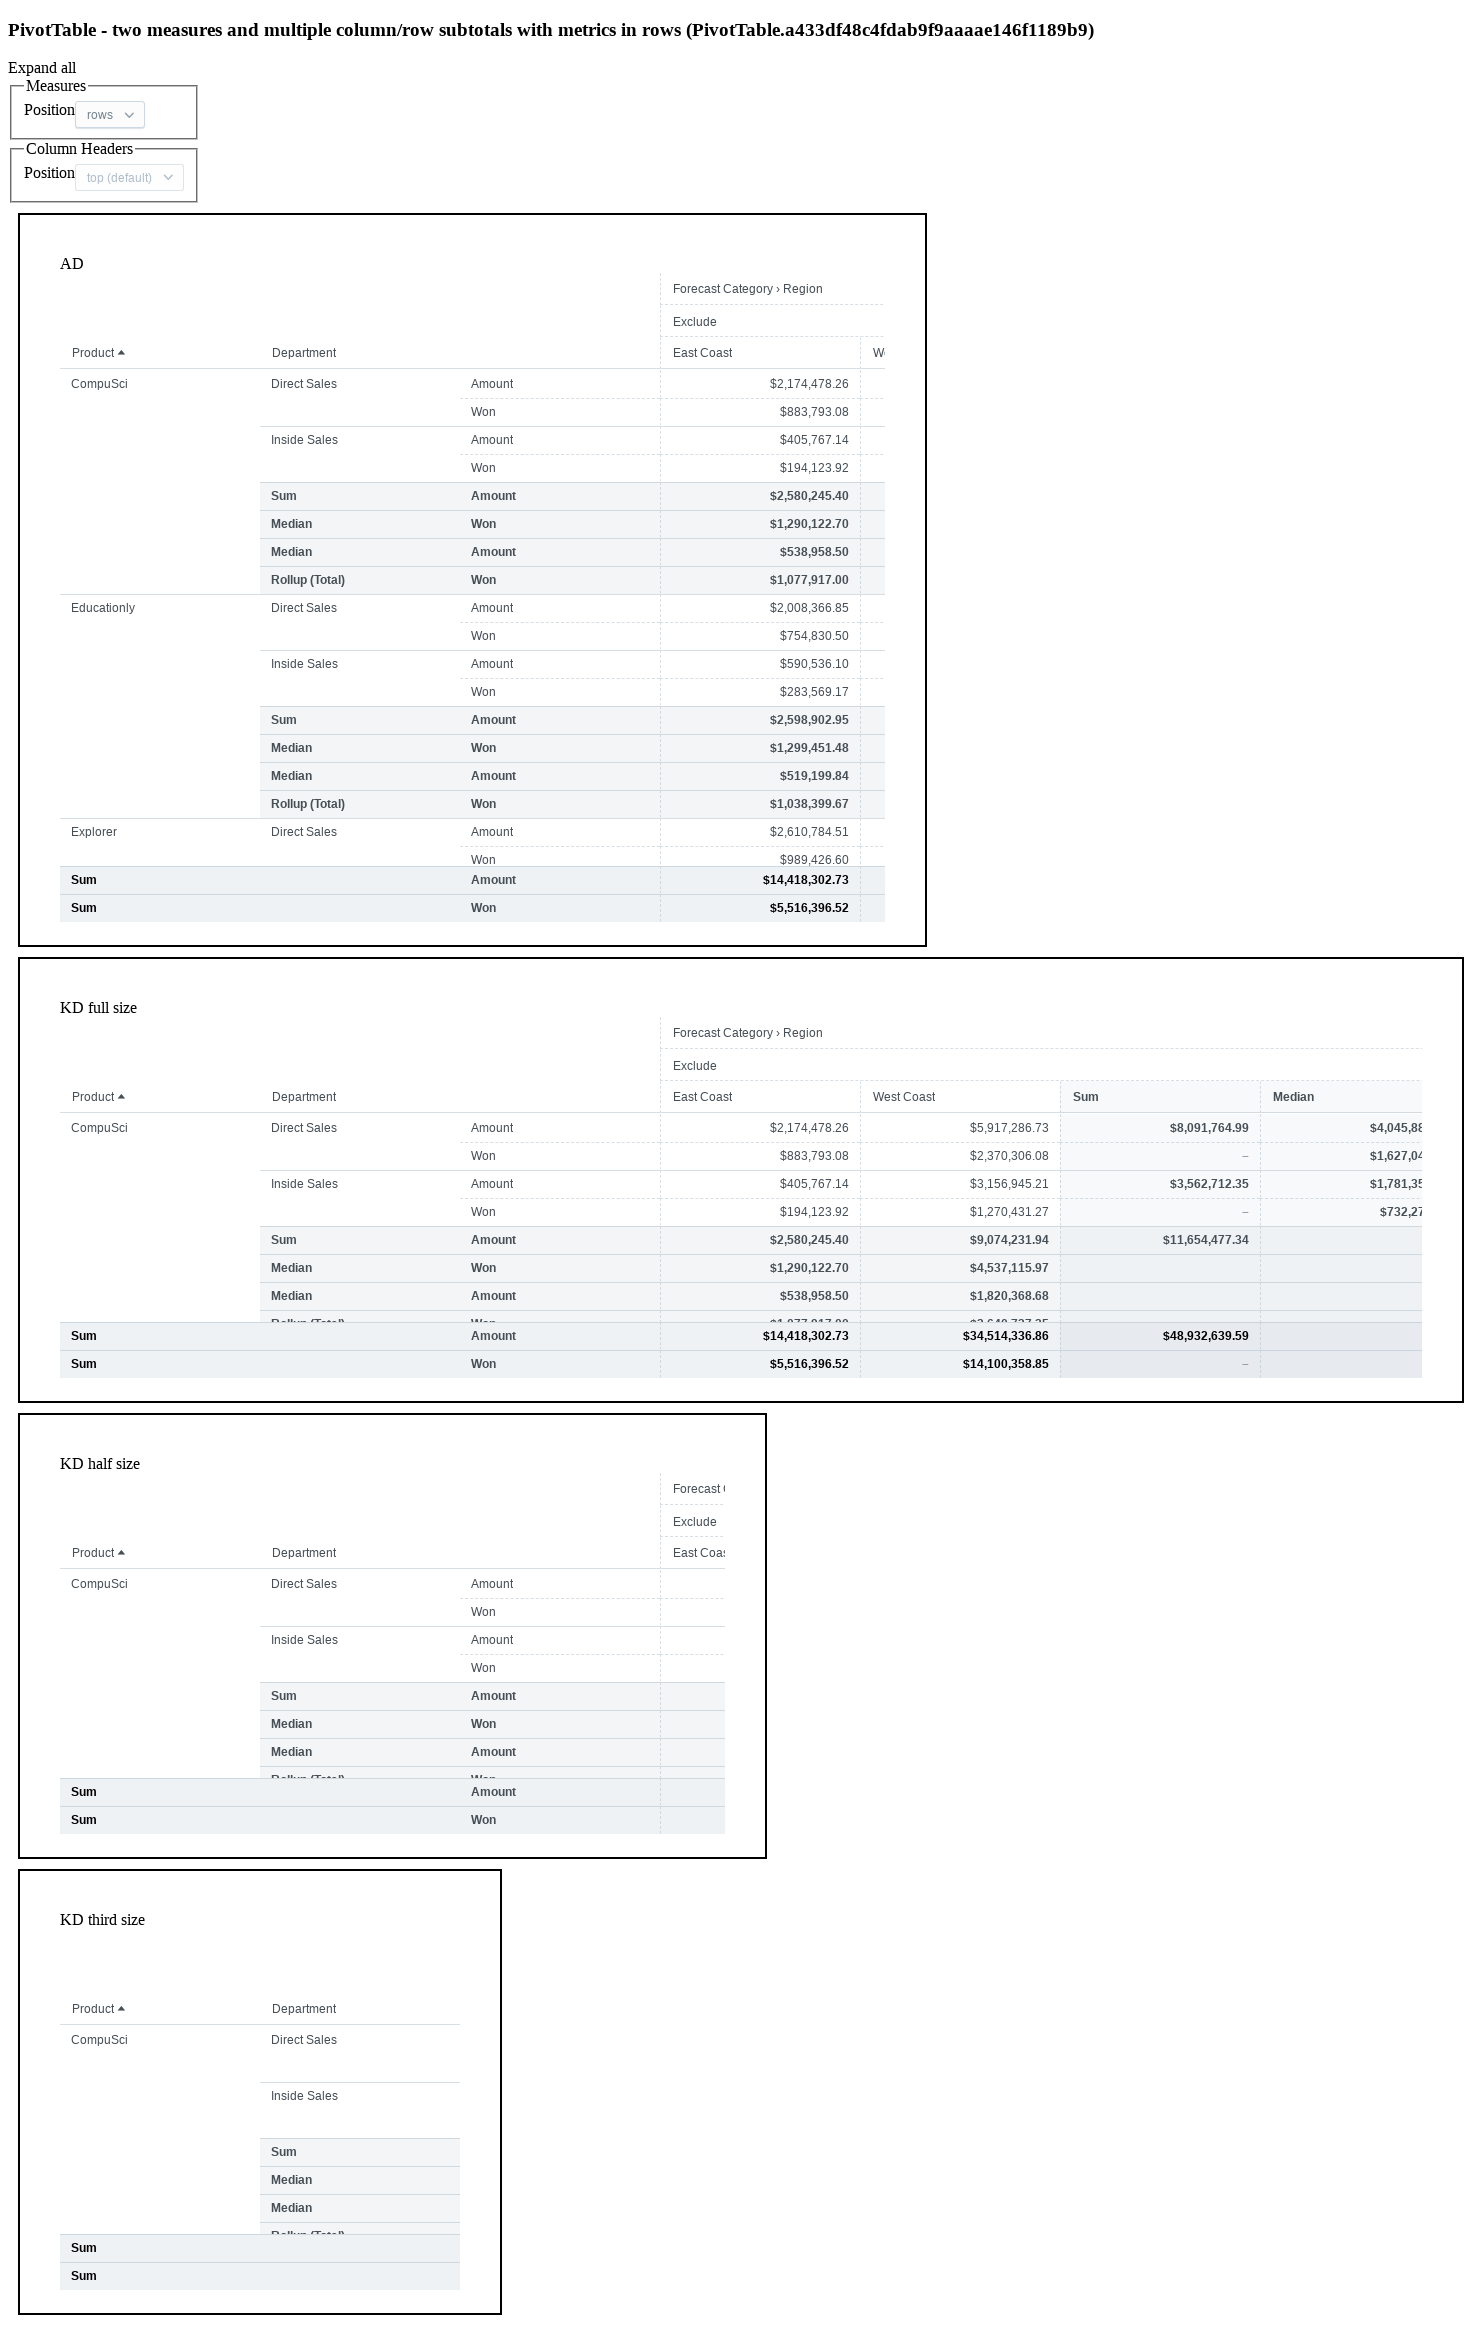 PivotTable - two measures and multiple column/row subtotals with metrics in rows (PivotTable.a433df48c4fdab9f9aaaae146f1189b9)
Expand all
Measures
Position rows
Column Headers
Position top (default)
AD
Forecast Category › Region
Exclude
Product Department East Coast
CompuSci Direct Sales Amount $2,174,478.26
Won $883,793.08
Inside Sales Amount $405,767.14
Won $194,123.92
Sum Amount $2,580,245.40
Median Won $1,290,122.70
Median Amount $538,958.50
Rollup (Total) Won $1,077,917.00
Educationly Direct Sales Amount $2,008,366.85
Won $754,830.50
Inside Sales Amount $590,536.10
Won $283,569.17
Sum Amount $2,598,902.95
Median Won $1,299,451.48
Median Amount $519,199.84
Rollup (Total) Won $1,038,399.67
Explorer Direct Sales Amount $2,610,784.51
Won $989,426.60
Sum Amount $14,418,302.73
Sum Won $5,516,396.52
KD full size
Forecast Category › Region
Exclude
Product Department East Coast West Coast Sum Median
CompuSci Direct Sales Amount $2,174,478.26 $5,917,286.73 $8,091,764.99 $4,045,88
Won $883,793.08 $2,370,306.08 – $1,627,04
Inside Sales Amount $405,767.14 $3,156,945.21 $3,562,712.35 $1,781,35
Won $194,123.92 $1,270,431.27 – $732,27
Sum Amount $2,580,245.40 $9,074,231.94 $11,654,477.34
Median Won $1,290,122.70 $4,537,115.97
Median Amount $538,958.50 $1,820,368.68
Sum Amount $14,418,302.73 $34,514,336.86 $48,932,639.59
Sum Won $5,516,396.52 $14,100,358.85 –
KD half size
Forecast
Exclude
Product Department East Coas
CompuSci Direct Sales Amount
Won
Inside Sales Amount
Won
Sum Amount
Median Won
Median Amount
Sum Amount
Sum Won
KD third size
Product Department
CompuSci Direct Sales
Inside Sales
Sum
Median
Median
Sum
Sum